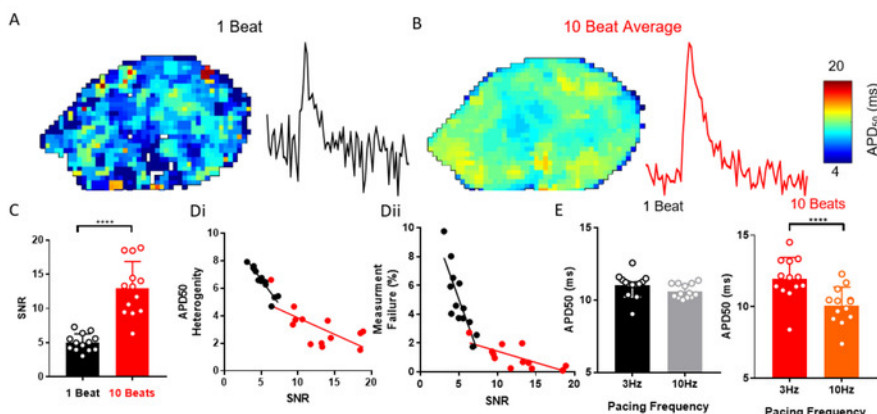 A
1 Beat
B
10 Beat Average
20
APD50 (ms)
4
C
****
SNR
20
15
10
5
0
1 Beat
10 Beats
Di
APD50
Heterogenity
10
8
6
4
2
0
0 5 10 15 20
SNR
Dii
Measurment
Failure (%)
10
8
6
4
2
0
0 5 10 15 20
SNR
E
1 Beat
APD50 (ms)
15
10
5
3Hz
10Hz
Pacing Frequency
10 Beats
****
APD50 (ms)
15
10
5
3Hz
10Hz
Pacing Frequency